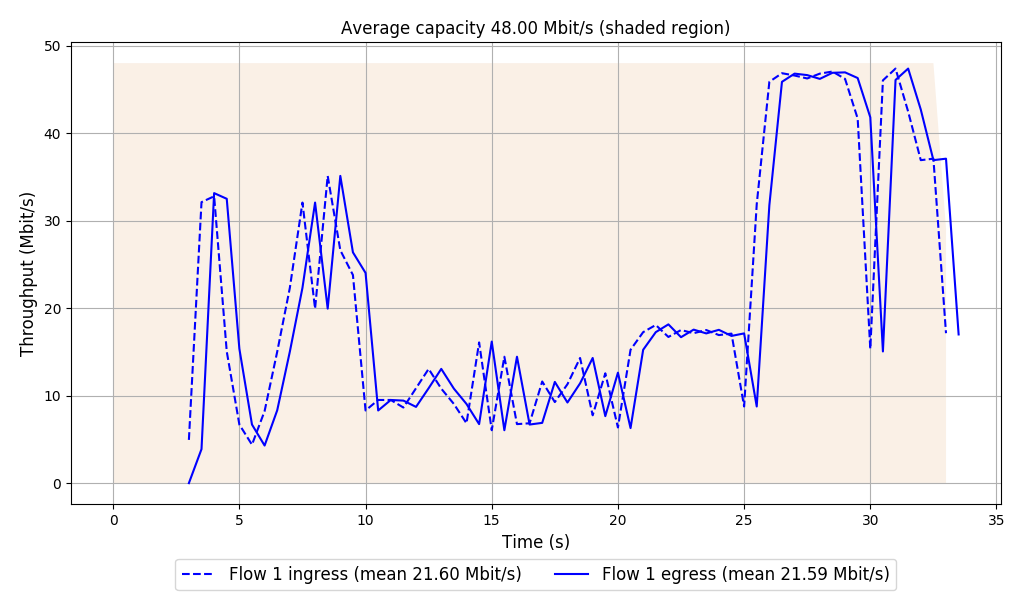 Average capacity 48.00 Mbit/s (shaded region)
50
40
30
20
10
0
Throughput (Mbit/s)
0 5 10 15 20 25 30 35
Time (s)
Flow 1 ingress (mean 21.60 Mbit/s) Flow 1 egress (mean 21.59 Mbit/s)